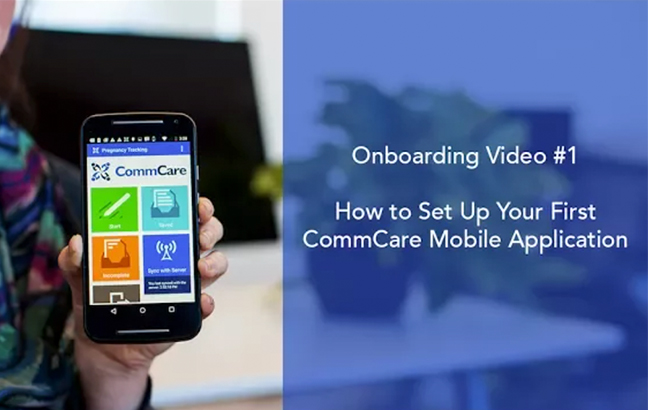 Pregnancy Tracking
CommCare
Start
Saved
Incomplete
Sync with Server
Onboarding Video #1
How to Set Up Your First
CommCare Mobile Application